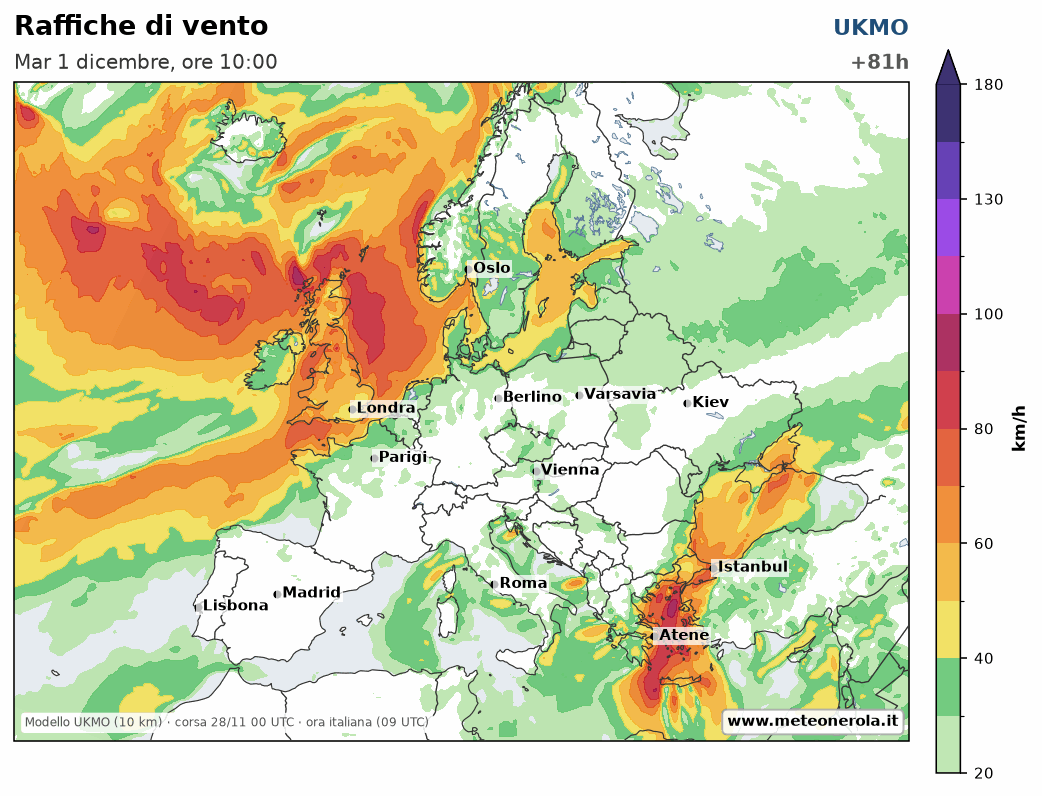 Raffiche di vento
UKMO
Mar 1 dicembre, ore 10:00
+81h
180
130
100
80
60
40
20
km/h
Oslo
Londra
Berlino
Varsavia
Kiev
Parigi
Vienna
Istanbul
Roma
Madrid
Lisbona
Atene
Modello UKMO (10 km) · corsa 28/11 00 UTC · ora italiana (09 UTC)
www.meteonerola.it